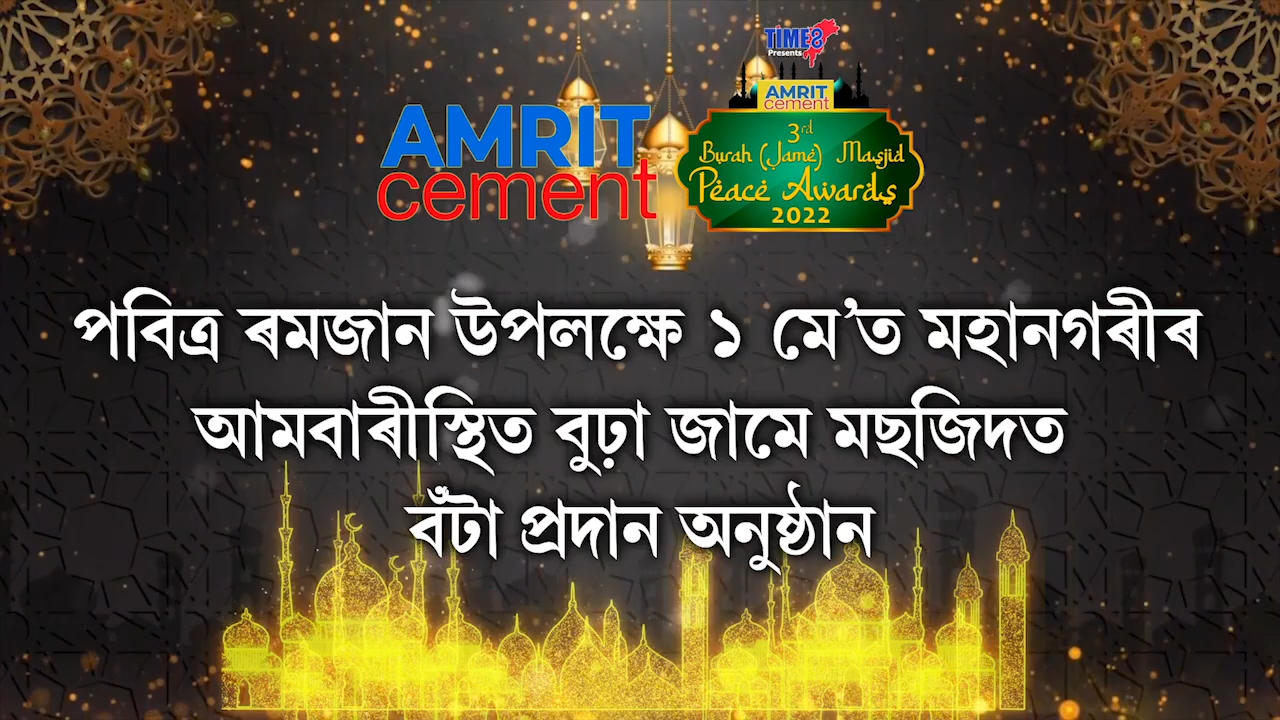 TIME8
Presents
AMRIT
cement
AMRIT
cement
3rd
Burah (Jame) Masjid
Peace Awards
2022
পবিত্ৰ ৰমজান উপলক্ষে ১ মে’ত মহানগৰীৰ
আমবাৰীস্থিত বুঢ়া জামে মছজিদত
বঁটা প্ৰদান অনুষ্ঠান